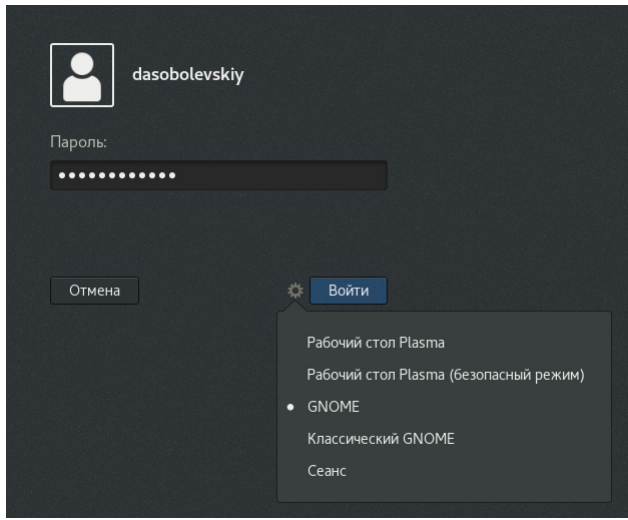 dasobolevskiy
Пароль:
••••••••••••
Отмена
Войти
Рабочий стол Plasma
Рабочий стол Plasma (безопасный режим)
GNOME
Классический GNOME
Сеанс